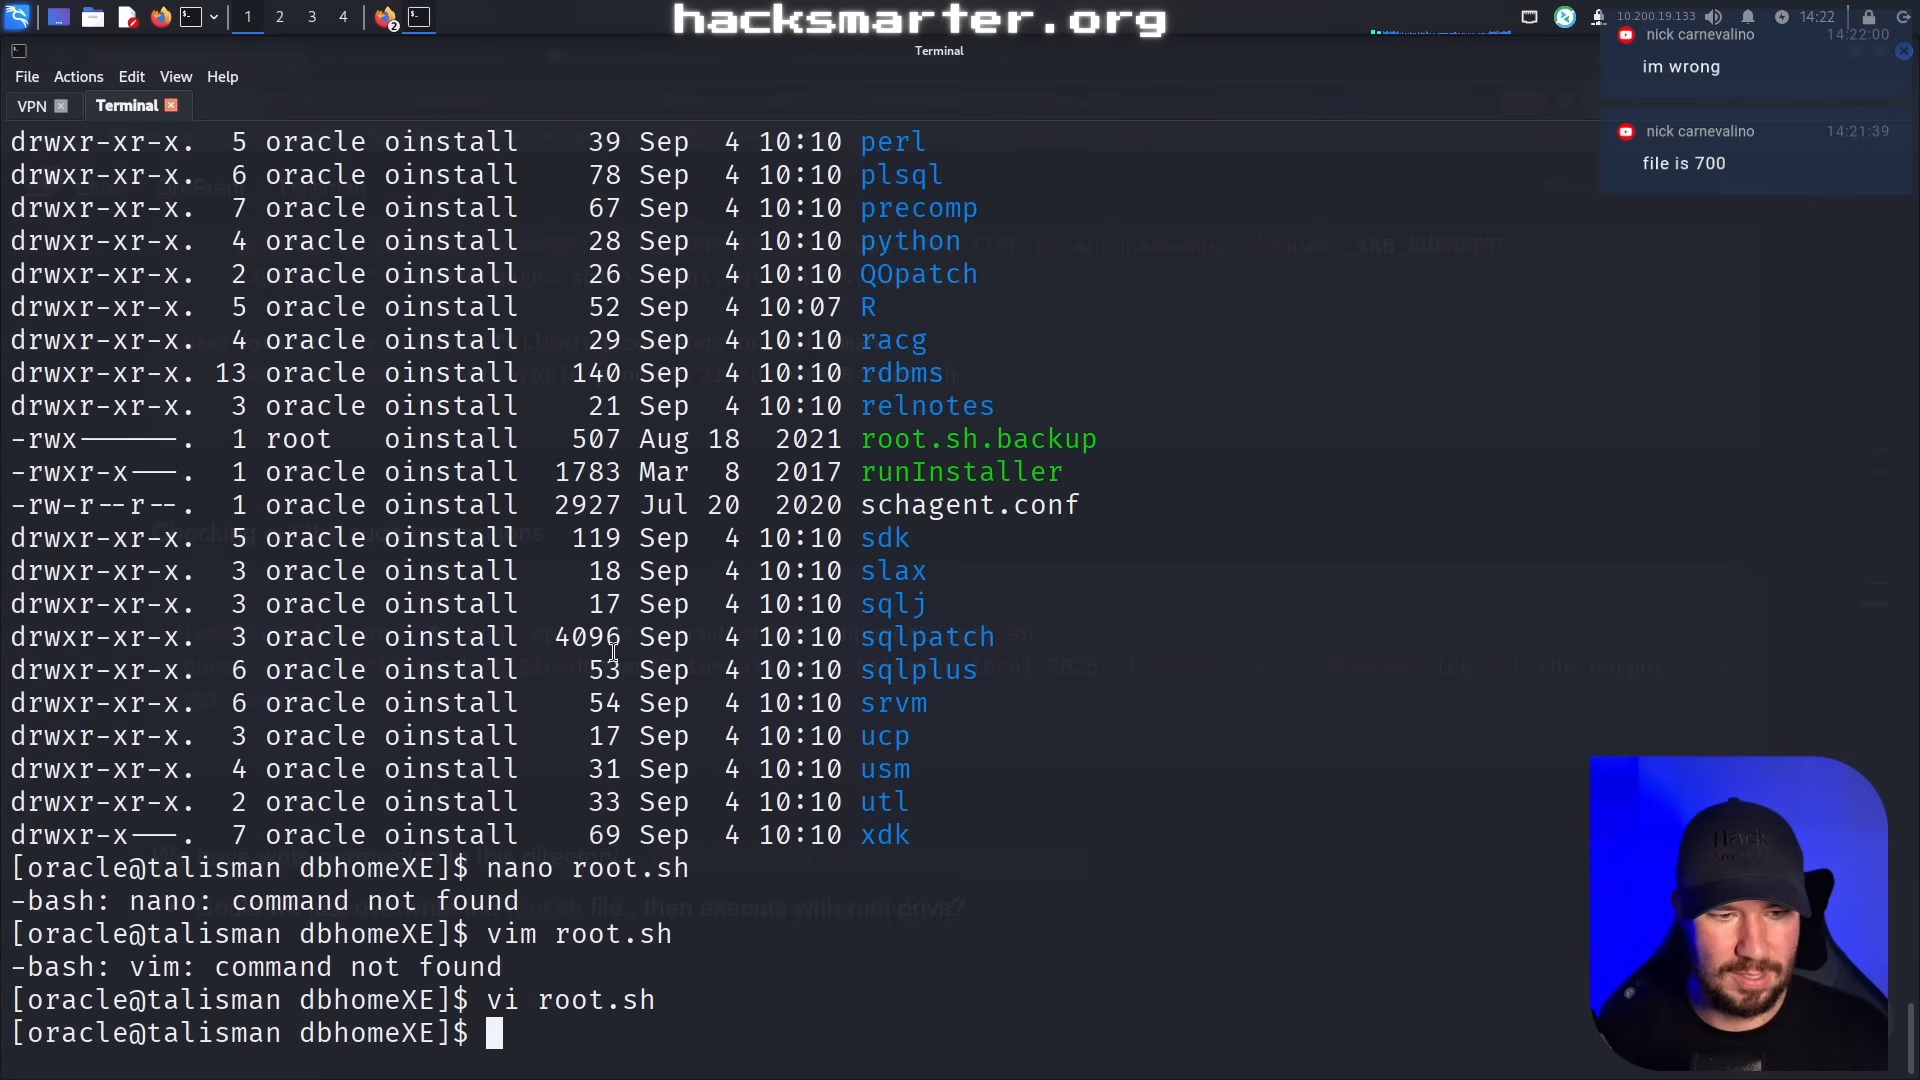 hacksmarter.org
1 2 3 4
2
10.200.19.133
14:22
Terminal
File Actions Edit View Help
VPN Terminal
nick carnevalino 14:22:00
im wrong
nick carnevalino 14:21:39
file is 700
drwxr-xr-x. 5 oracle oinstall 39 Sep 4 10:10 perl
drwxr-xr-x. 6 oracle oinstall 78 Sep 4 10:10 plsql
drwxr-xr-x. 7 oracle oinstall 67 Sep 4 10:10 precomp
drwxr-xr-x. 4 oracle oinstall 28 Sep 4 10:10 python
drwxr-xr-x. 2 oracle oinstall 26 Sep 4 10:10 QOpatch
drwxr-xr-x. 5 oracle oinstall 52 Sep 4 10:07 R
drwxr-xr-x. 4 oracle oinstall 29 Sep 4 10:10 racg
drwxr-xr-x. 13 oracle oinstall 140 Sep 4 10:10 rdbms
drwxr-xr-x. 3 oracle oinstall 21 Sep 4 10:10 relnotes
-rwx------. 1 root oinstall 507 Aug 18 2021 root.sh.backup
-rwxr-x---. 1 oracle oinstall 1783 Mar 8 2017 runInstaller
-rw-r--r--. 1 oracle oinstall 2927 Jul 20 2020 schagent.conf
drwxr-xr-x. 5 oracle oinstall 119 Sep 4 10:10 sdk
drwxr-xr-x. 3 oracle oinstall 18 Sep 4 10:10 slax
drwxr-xr-x. 3 oracle oinstall 17 Sep 4 10:10 sqlj
drwxr-xr-x. 3 oracle oinstall 4096 Sep 4 10:10 sqlpatch
drwxr-xr-x. 6 oracle oinstall 53 Sep 4 10:10 sqlplus
drwxr-xr-x. 6 oracle oinstall 54 Sep 4 10:10 srvm
drwxr-xr-x. 3 oracle oinstall 17 Sep 4 10:10 ucp
drwxr-xr-x. 4 oracle oinstall 31 Sep 4 10:10 usm
drwxr-xr-x. 2 oracle oinstall 33 Sep 4 10:10 utl
drwxr-x---. 7 oracle oinstall 69 Sep 4 10:10 xdk
[oracle@talisman dbhomeXE]$ nano root.sh
-bash: nano: command not found
[oracle@talisman dbhomeXE]$ vim root.sh
-bash: vim: command not found
[oracle@talisman dbhomeXE]$ vi root.sh
[oracle@talisman dbhomeXE]$
Hack